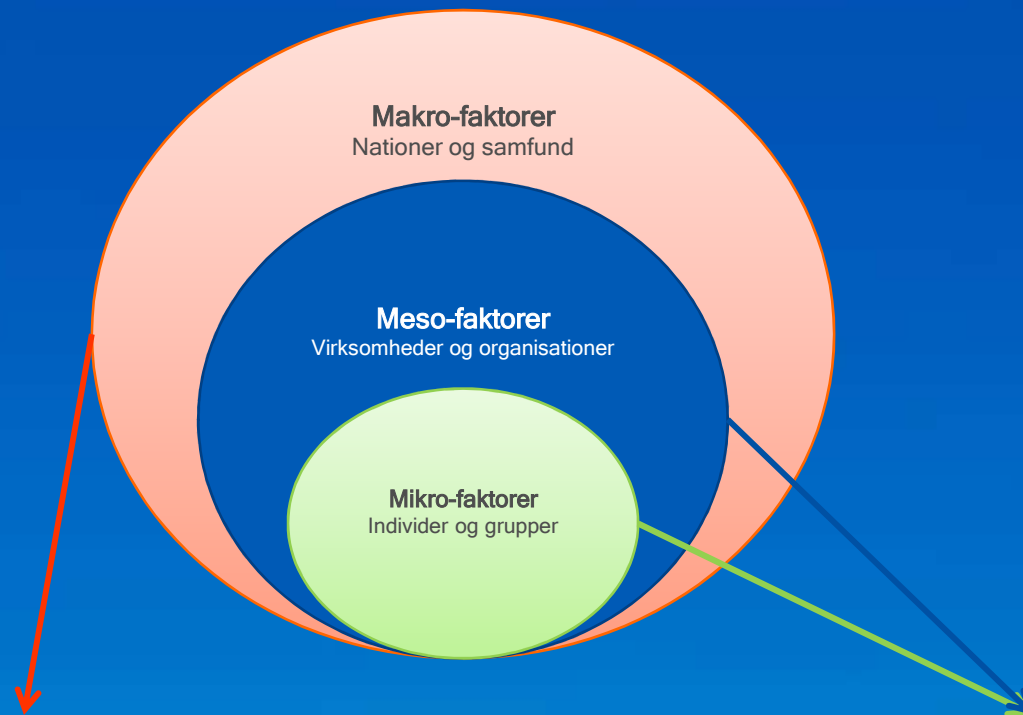 Makro-faktorer
Nationer og samfund
Meso-faktorer
Virksomheder og organisationer
Mikro-faktorer
Individer og grupper